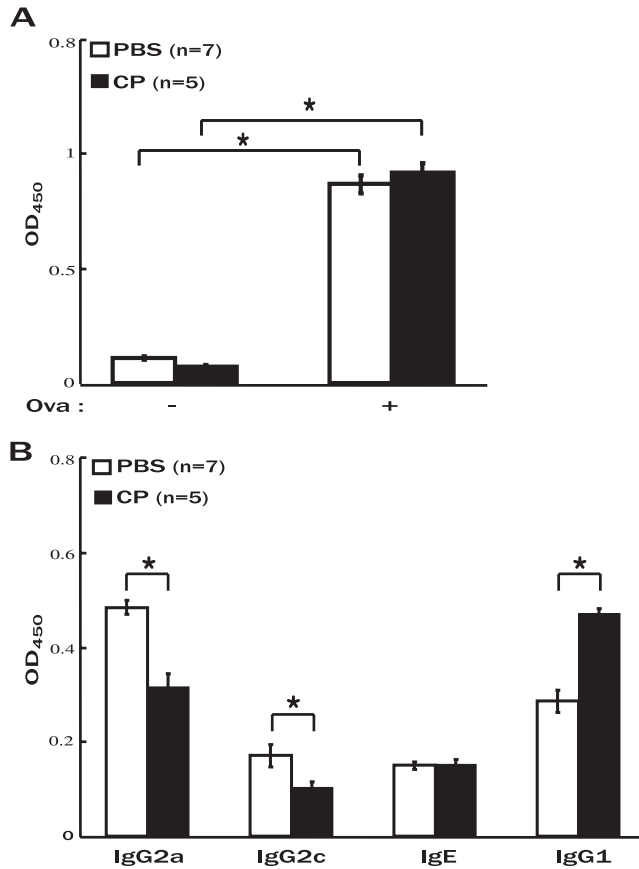 A
0.8
PBS (n=7)
CP (n=5)
*
*
1
OD450
0.5
0
Ova : - +
B
0.8
PBS (n=7)
CP (n=5)
0.6
*
*
OD450
0.4
*
0.2
0
IgG2a IgG2c IgE IgG1